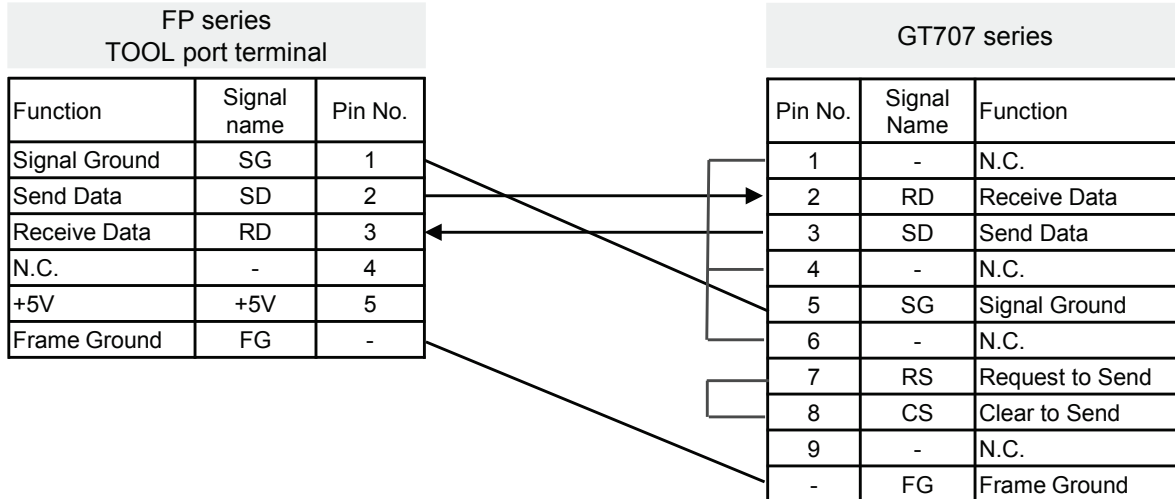 FP series
TOOL port terminal
Function Signal name Pin No.
Signal Ground SG 1
Send Data SD 2
Receive Data RD 3
N.C. - 4
+5V +5V 5
Frame Ground FG -
GT707 series
Pin No. Signal Name Function
1 - N.C.
2 RD Receive Data
3 SD Send Data
4 - N.C.
5 SG Signal Ground
6 - N.C.
7 RS Request to Send
8 CS Clear to Send
9 - N.C.
- FG Frame Ground